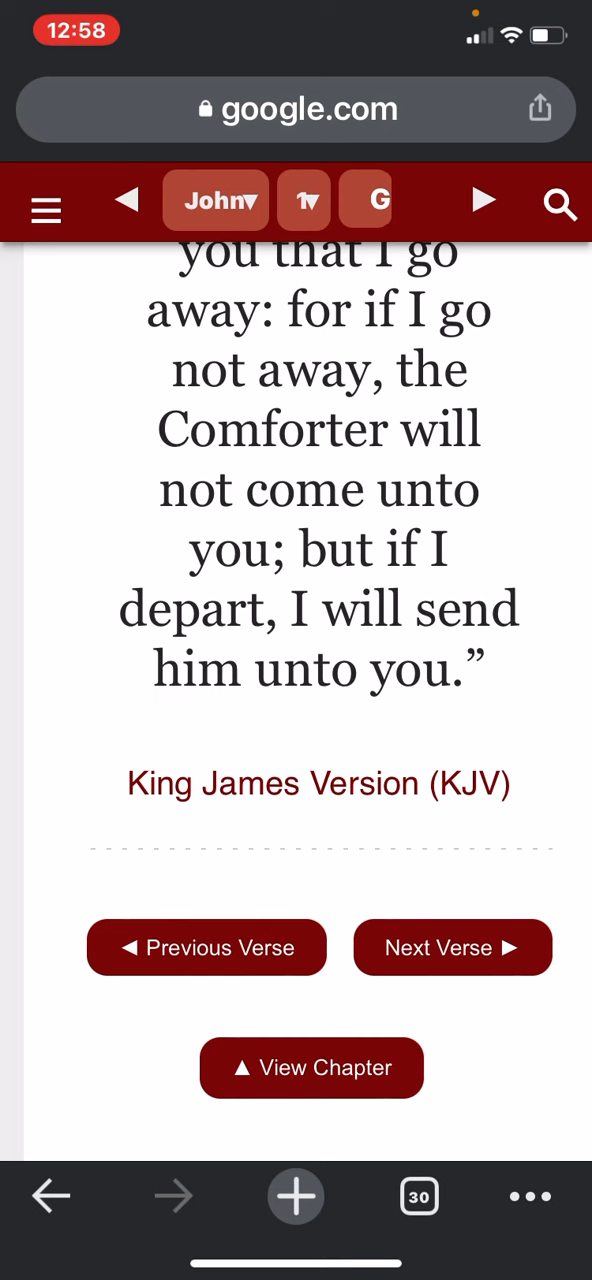 12:58
google.com
John▼ 1▼ G
you that I go
away: for if I go
not away, the
Comforter will
not come unto
you; but if I
depart, I will send
him unto you.”
King James Version (KJV)
◄ Previous Verse Next Verse ►
▲ View Chapter
30